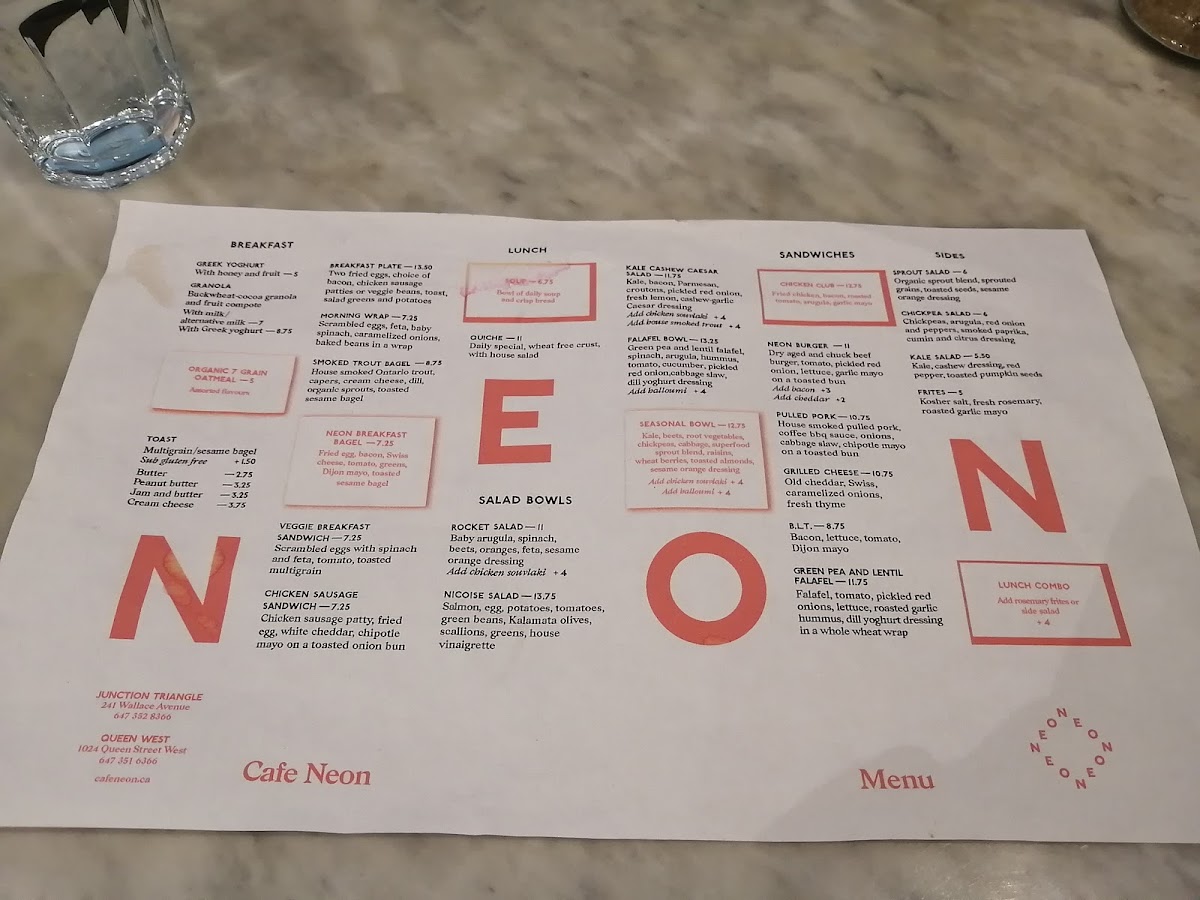 BREAKFAST
GREEK YOGHURT
With honey and fruit — 5
GRANOLA
Buckwheat-cocoa granola
and fruit compote
With milk/
alternative milk — 7
With Greek yoghurt — 8.75
ORGANIC 7 GRAIN
OATMEAL — 5
Assorted flavours
TOAST
Multigrain/sesame bagel
Sub gluten free +1.50
Butter — 2.75
Peanut butter — 3.25
Jam and butter — 3.25
Cream cheese — 3.75
BREAKFAST PLATE — 13.50
Two fried eggs, choice of
bacon, chicken sausage
patties or veggie beans, toast,
salad greens and potatoes
MORNING WRAP — 7.25
Scrambled eggs, feta, baby
spinach, caramelized onions,
baked beans in a wrap
SMOKED TROUT BAGEL — 8.75
House smoked Ontario trout,
capers, cream cheese, dill,
organic sprouts, toasted
sesame bagel
NEON BREAKFAST
BAGEL — 7.25
Fried egg, bacon, Swiss
cheese, tomato, greens,
Dijon mayo, toasted
sesame bagel
VEGGIE BREAKFAST
SANDWICH — 7.25
Scrambled eggs with spinach
and feta, tomato, toasted
multigrain
CHICKEN SAUSAGE
SANDWICH — 7.25
Chicken sausage patty, fried
egg, white cheddar, chipotle
mayo on a toasted onion bun
LUNCH
SOUP — 6.75
Bowl of daily soup
and crisp bread
QUICHE — 11
Daily special, wheat free crust,
with house salad
SALAD BOWLS
ROCKET SALAD — 11
Baby arugula, spinach,
beets, oranges, feta, sesame
orange dressing
Add chicken souvlaki + 4
NICOISE SALAD — 13.75
Salmon, egg, potatoes, tomatoes,
green beans, Kalamata olives,
scallions, greens, house
vinaigrette
KALE CASHEW CAESAR
SALAD — 11.75
Kale, bacon, Parmesan,
croutons, pickled red onion,
fresh lemon, cashew-garlic
Caesar dressing
Add chicken souvlaki + 4
Add house smoked trout + 4
FALAFEL BOWL — 13.25
Green pea and lentil falafel,
spinach, arugula, hummus,
tomato, cucumber, pickled
red onion, cabbage slaw,
dill yoghurt dressing
Add halloumi + 4
SEASONAL BOWL — 12.75
Kale, beets, root vegetables,
chickpeas, cabbage, superfood
sprout blend, raisins,
wheat berries, toasted almonds,
sesame orange dressing
Add chicken souvlaki + 4
Add halloumi + 4
SANDWICHES
CHICKEN CLUB — 12.75
Fried chicken, bacon, roasted
tomato, arugula, garlic mayo
NEON BURGER — 11
Dry aged and chuck beef
burger, tomato, pickled red
onion, lettuce, garlic mayo
on a toasted bun
Add bacon +3
Add cheddar +2
PULLED PORK — 10.75
House smoked pulled pork,
coffee bbq sauce, onions,
cabbage slaw, chipotle mayo
on a toasted bun
GRILLED CHEESE — 10.75
Old cheddar, Swiss,
caramelized onions,
fresh thyme
B.L.T. — 8.75
Bacon, lettuce, tomato,
Dijon mayo
GREEN PEA AND LENTIL
FALAFEL — 11.75
Falafel, tomato, pickled red
onions, lettuce, roasted garlic
hummus, dill yoghurt dressing
in a whole wheat wrap
SIDES
SPROUT SALAD — 6
Organic sprout blend, sprouted
grains, toasted seeds, sesame
orange dressing
CHICKPEA SALAD — 6
Chickpeas, arugula, red onion
and peppers, smoked paprika,
cumin and citrus dressing
KALE SALAD — 5.50
Kale, cashew dressing, red
pepper, toasted pumpkin seeds
FRITES — 5
Kosher salt, fresh rosemary,
roasted garlic mayo
LUNCH COMBO
Add rosemary frites or
side salad
+ 4
N E O N
JUNCTION TRIANGLE
241 Wallace Avenue
647 352 8366
QUEEN WEST
1024 Queen Street West
647 351 6366
cafeneon.ca
Cafe Neon
Menu
NEON NEON NEON